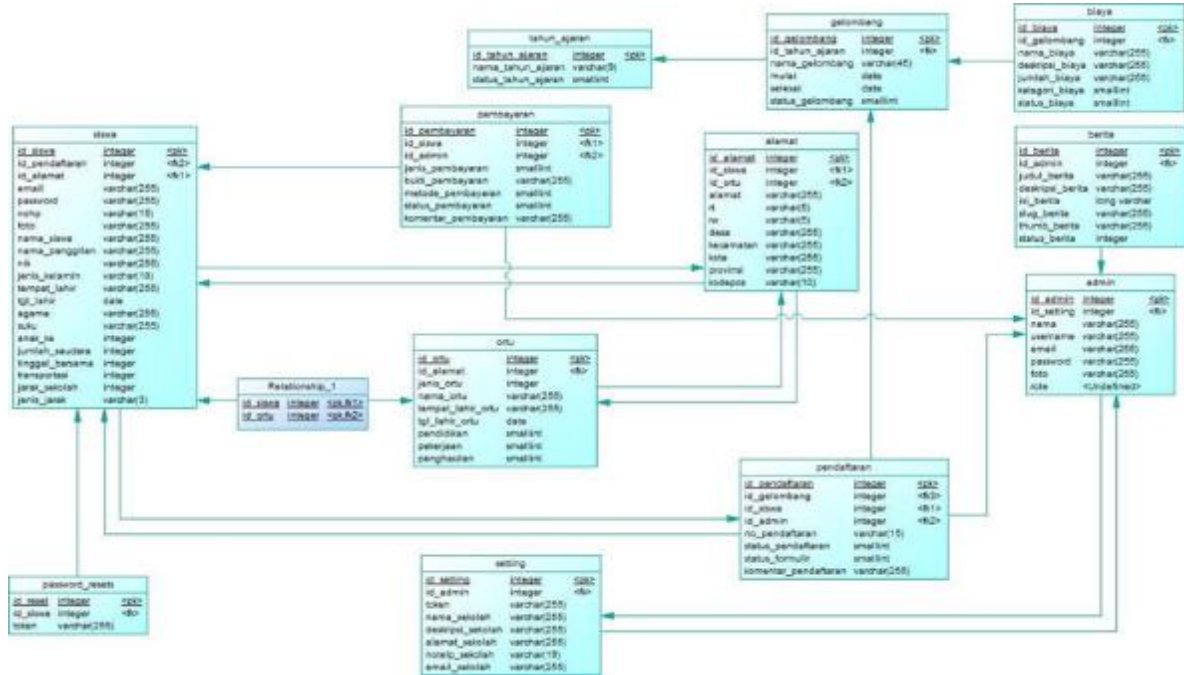 tahun_ajaran
id_tahun_ajaran integer <pk>
nama_tahun_ajaran varchar(9)
status_tahun_ajaran smallint
gelombang
id_gelombang integer <pk>
id_tahun_ajaran integer <fk>
nama_gelombang varchar(45)
mulai date
selesai date
status_gelombang smallint
biaya
id_biaya integer <pk>
id_gelombang integer <fk>
nama_biaya varchar(255)
deskripsi_biaya varchar(255)
jumlah_biaya varchar(255)
kategori_biaya smallint
status_biaya smallint
siswa
id_siswa integer <pk>
id_pendaftaran integer <fk2>
id_alamat integer <fk1>
email varchar(255)
password varchar(255)
nohp varchar(15)
foto varchar(255)
nama_siswa varchar(255)
nama_panggilan varchar(255)
nik varchar(255)
jenis_kelamin varchar(10)
tempat_lahir varchar(255)
tgl_lahir date
agama varchar(255)
suku varchar(255)
anak_ke integer
jumlah_saudara integer
tinggal_bersama integer
transportasi integer
jarak_sekolah integer
jenis_jarak varchar(3)
pembayaran
id_pembayaran integer <pk>
id_siswa integer <fk1>
id_admin integer <fk2>
jenis_pembayaran smallint
bukti_pembayaran varchar(255)
metode_pembayaran smallint
status_pembayaran smallint
komentar_pembayaran varchar(255)
alamat
id_alamat integer <pk>
id_siswa integer <fk1>
id_ortu integer <fk2>
alamat varchar(255)
rt varchar(5)
rw varchar(5)
desa varchar(255)
kecamatan varchar(255)
kota varchar(255)
provinsi varchar(255)
kodepos varchar(10)
berita
id_berita integer <pk>
id_admin integer <fk>
judul_berita varchar(255)
deskripsi_berita varchar(255)
isi_berita long varchar
slug_berita varchar(255)
thumb_berita varchar(255)
status_berita integer
admin
id_admin integer <pk>
id_setting integer <fk>
nama varchar(255)
username varchar(255)
email varchar(255)
password varchar(255)
foto varchar(255)
role <Undefined>
Relationship_1
id_siswa integer <pk,fk1>
id_ortu integer <pk,fk2>
ortu
id_ortu integer <pk>
id_alamat integer <fk>
jenis_ortu integer
nama_ortu varchar(255)
tempat_lahir_ortu varchar(255)
tgl_lahir_ortu date
pendidikan smallint
pekerjaan smallint
penghasilan smallint
pendaftaran
id_pendaftaran integer <pk>
id_gelombang integer <fk3>
id_siswa integer <fk1>
id_admin integer <fk2>
no_pendaftaran varchar(15)
status_pendaftaran smallint
status_formulir smallint
komentar_pendaftaran varchar(255)
password_resets
id_reset integer <pk>
id_siswa integer <fk>
token varchar(255)
setting
id_setting integer <pk>
id_admin integer <fk>
token varchar(255)
nama_sekolah varchar(255)
deskripsi_sekolah varchar(255)
alamat_sekolah varchar(255)
notelp_sekolah varchar(15)
email_sekolah varchar(255)